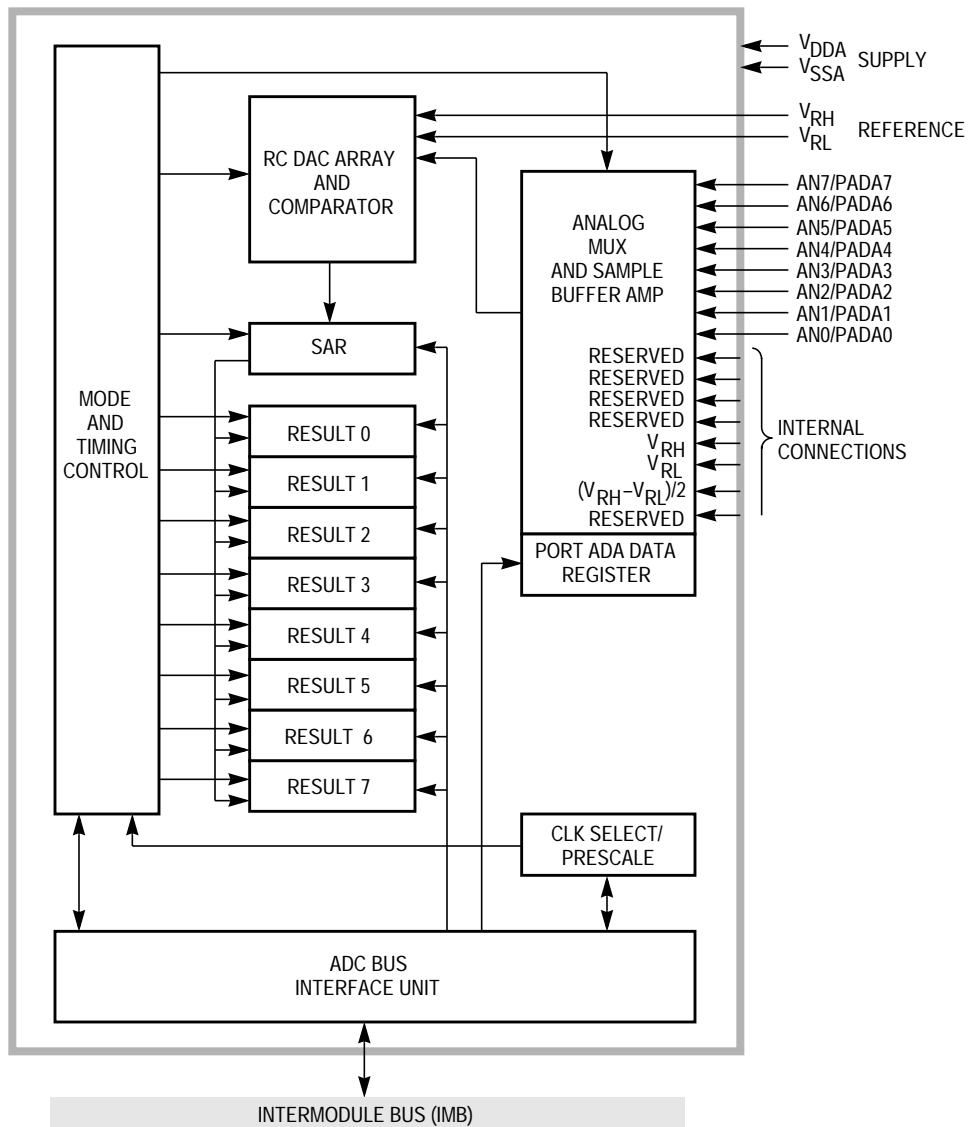 VDDA
VSSA
SUPPLY
VRH
VRL
REFERENCE
RC DAC ARRAY
AND
COMPARATOR
AN7/PADA7
AN6/PADA6
AN5/PADA5
AN4/PADA4
AN3/PADA3
AN2/PADA2
AN1/PADA1
AN0/PADA0
ANALOG
MUX
AND SAMPLE
BUFFER AMP
SAR
RESERVED
RESERVED
RESERVED
RESERVED
VRH
VRL
(VRH–VRL)/2
RESERVED
INTERNAL
CONNECTIONS
MODE
AND
TIMING
CONTROL
RESULT 0
RESULT 1
RESULT 2
RESULT 3
RESULT 4
RESULT 5
RESULT 6
RESULT 7
PORT ADA DATA
REGISTER
CLK SELECT/
PRESCALE
ADC BUS
INTERFACE UNIT
INTERMODULE BUS (IMB)